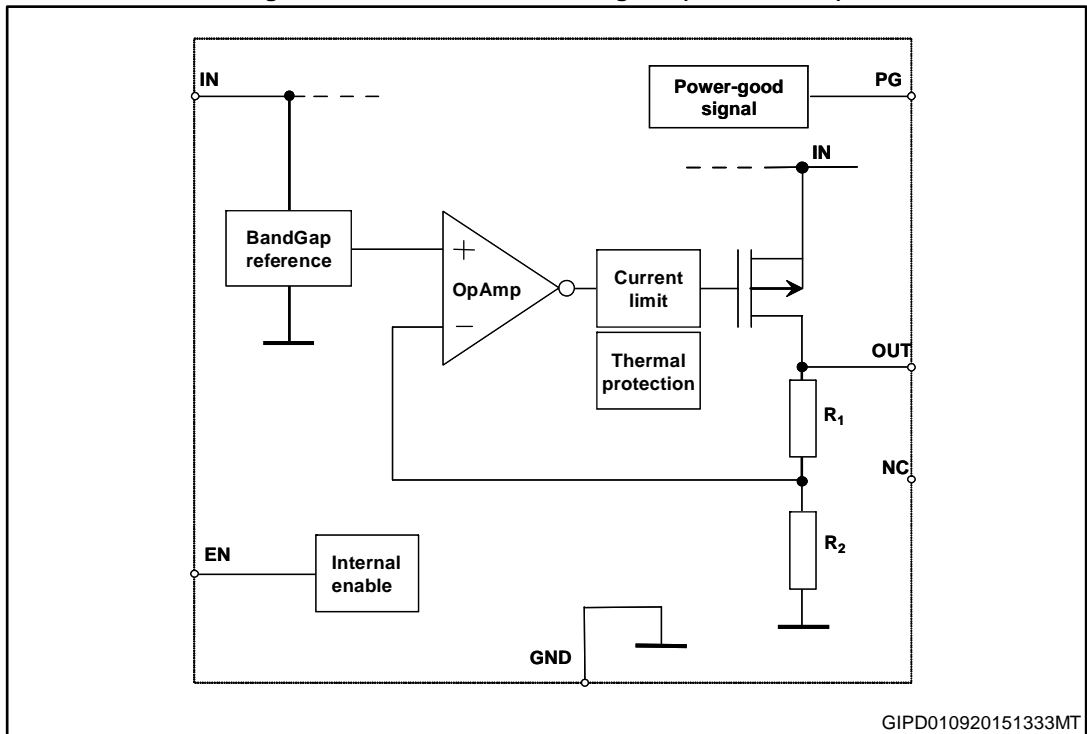 IN
Power-good
signal
PG
IN
BandGap
reference
+
OpAmp
−
Current
limit
Thermal
protection
OUT
R1
NC
R2
EN
Internal
enable
GND
GIPD010920151333MT